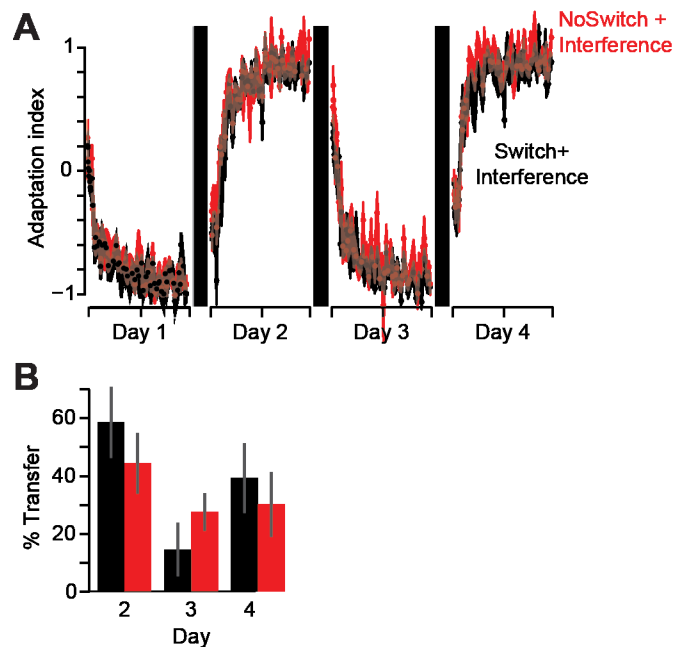 A
NoSwitch +
Interference
Switch+
Interference
Adaptation index
1
0
−1
Day 1
Day 2
Day 3
Day 4
B
% Transfer
60
40
20
0
2
3
4
Day